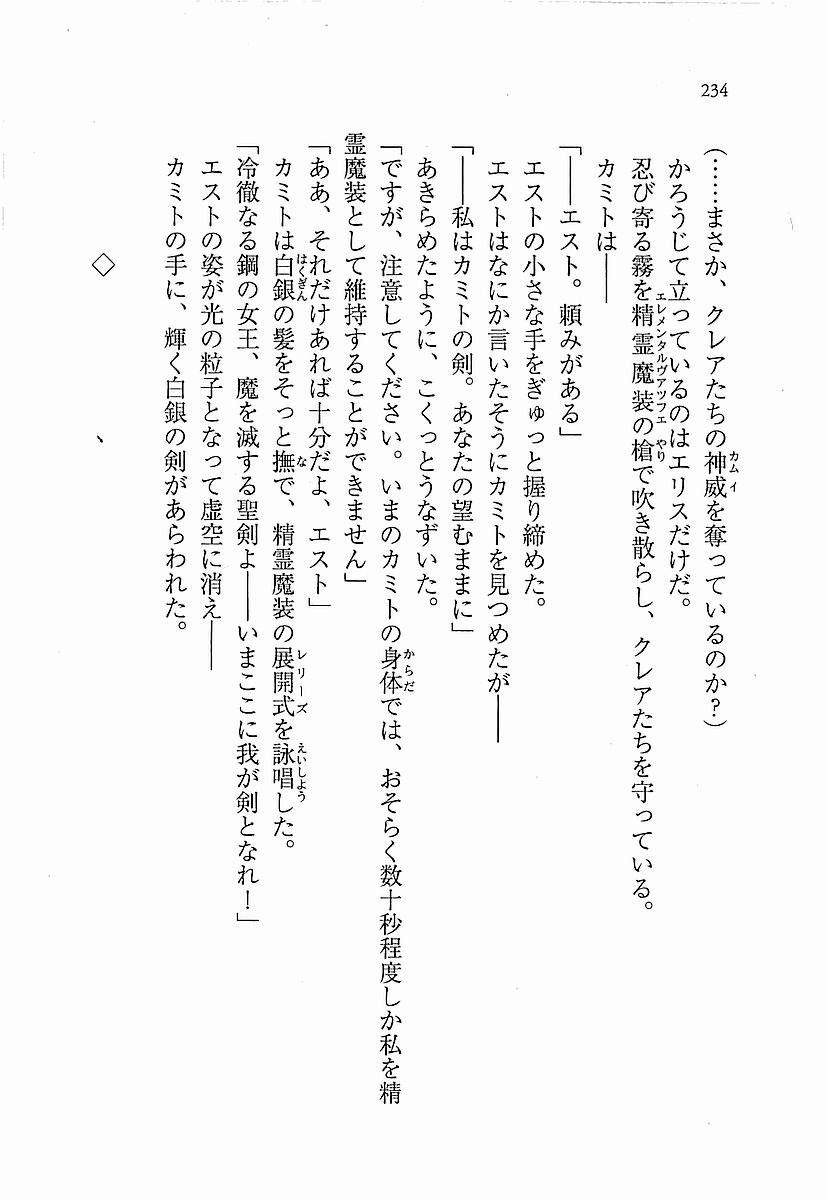 234
(……まさか、クレアたちの神威を奪っているのか?)
かろうじて立っているのはエリスだけだ。
忍び寄る霧を精霊魔装の槍で吹き散らし、クレアたちを守っている。
カミトは――
「――エスト。頼みがある」
エストの小さな手をぎゅっと握り締めた。
エストはなにか言いたそうにカミトを見つめたが――
「――私はカミトの剣。あなたの望むままに」
あきらめたように、こくっとうなずいた。
「ですが、注意してください。いまのカミトの身体では、おそらく数十秒程度しか私を精
霊魔装として維持することができません」
「ああ、それだけあれば十分だよ、エスト」
カミトは白銀の髪をそっと撫で、精霊魔装の展開式を詠唱した。
「冷徹なる鋼の女王、魔を滅する聖剣よ――いまここに我が剣となれ!」
エストの姿が光の粒子となって虚空に消え――
カミトの手に、輝く白銀の剣があらわれた。
◇